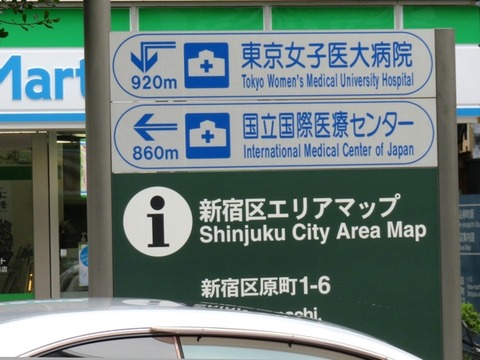 Mart
920m
東京女子医大病院
Tokyo Women's Medical University Hospital
860m
国立国際医療センター
International Medical Center of Japan
i
新宿区エリアマップ
Shinjuku City Area Map
新宿区原町1-6